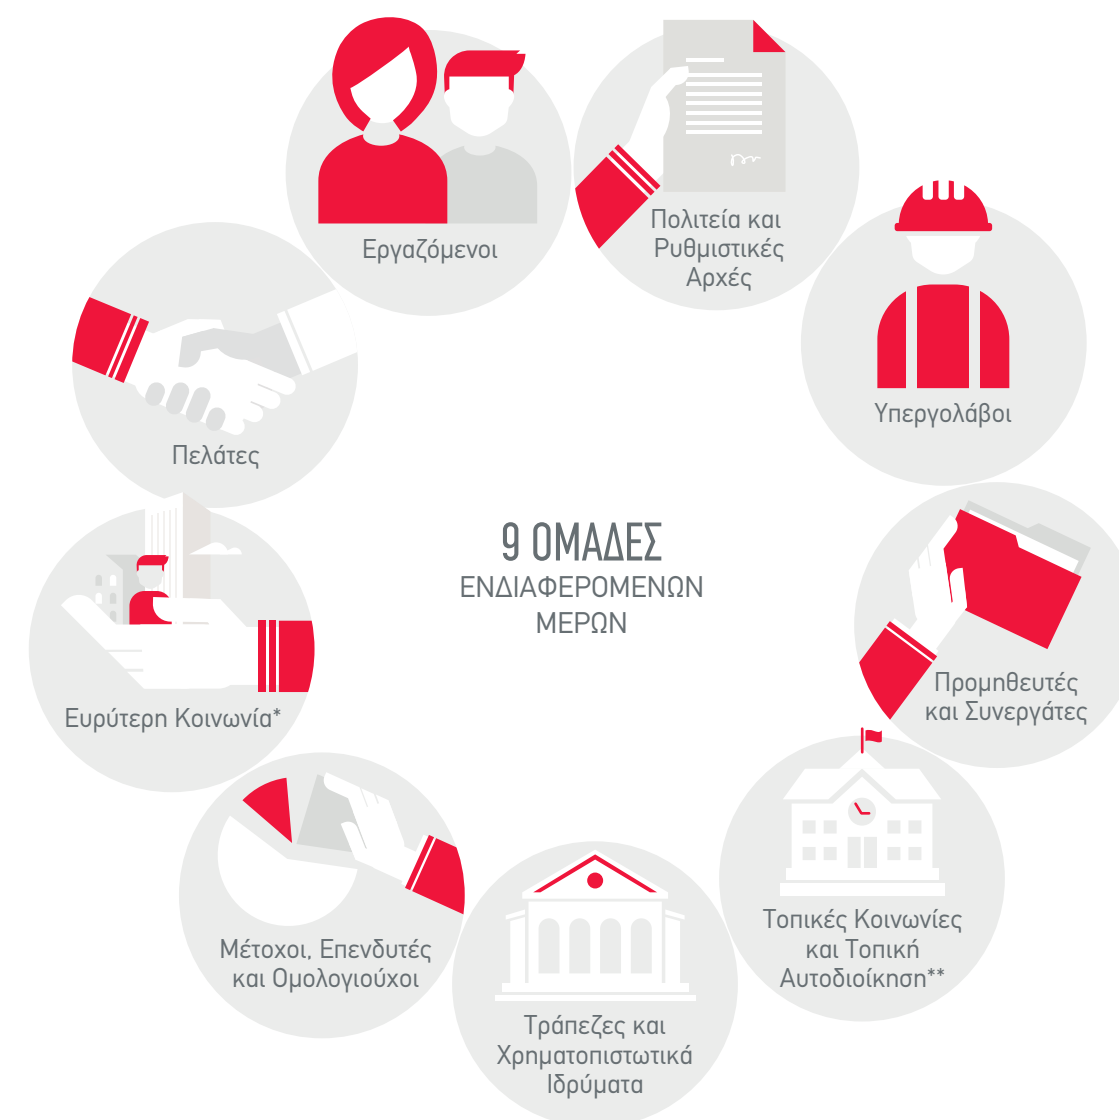 Εργαζόμενοι
Πολιτεία και
Ρυθμιστικές
Αρχές
Υπεργολάβοι
Πελάτες
9 ΟΜΑΔΕΣ
ΕΝΔΙΑΦΕΡΟΜΕΝΩΝ
ΜΕΡΩΝ
Προμηθευτές
και Συνεργάτες
Ευρύτερη Κοινωνία*
Τοπικές Κοινωνίες
και Τοπική
Αυτοδιοίκηση**
Μέτοχοι, Επενδυτές
και Ομολογιούχοι
Τράπεζες και
Χρηματοπιστωτικά
Ιδρύματα